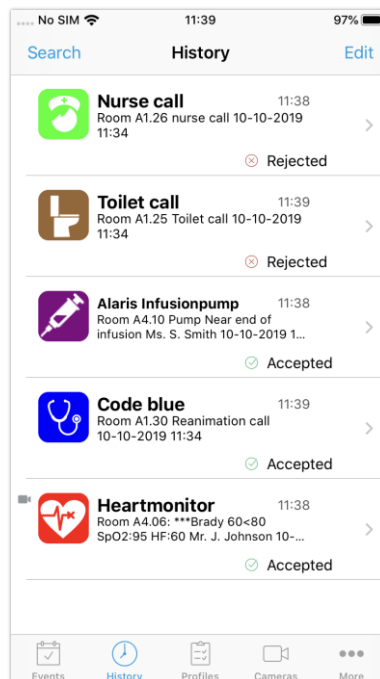 No SIM 11:39 97%
Search History Edit
Nurse call 11:38
Room A1.26 nurse call 10-10-2019
11:34
Rejected
Toilet call 11:39
Room A1.25 Toilet call 10-10-2019
11:34
Rejected
Alaris Infusionpump 11:38
Room A4.10 Pump Near end of
infusion Ms. S. Smith 10-10-2019 1...
Accepted
Code blue 11:39
Room A1.30 Reanimation call
10-10-2019 11:34
Accepted
Heartmonitor 11:38
Room A4.06: ***Brady 60<80
SpO2:95 HF:60 Mr. J. Johnson 10-...
Accepted
Events History Profiles Cameras More